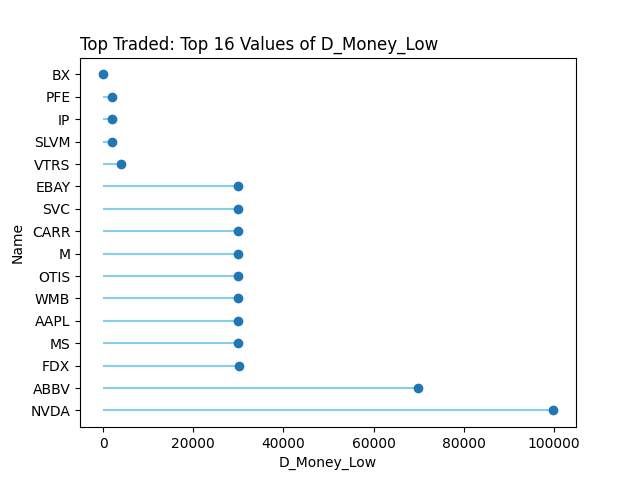 Top Traded: Top 16 Values of D_Money_Low
BX
PFE
IP
SLVM
VTRS
EBAY
SVC
CARR
M
OTIS
WMB
AAPL
MS
FDX
ABBV
NVDA
Name
0 20000 40000 60000 80000 100000
D_Money_Low